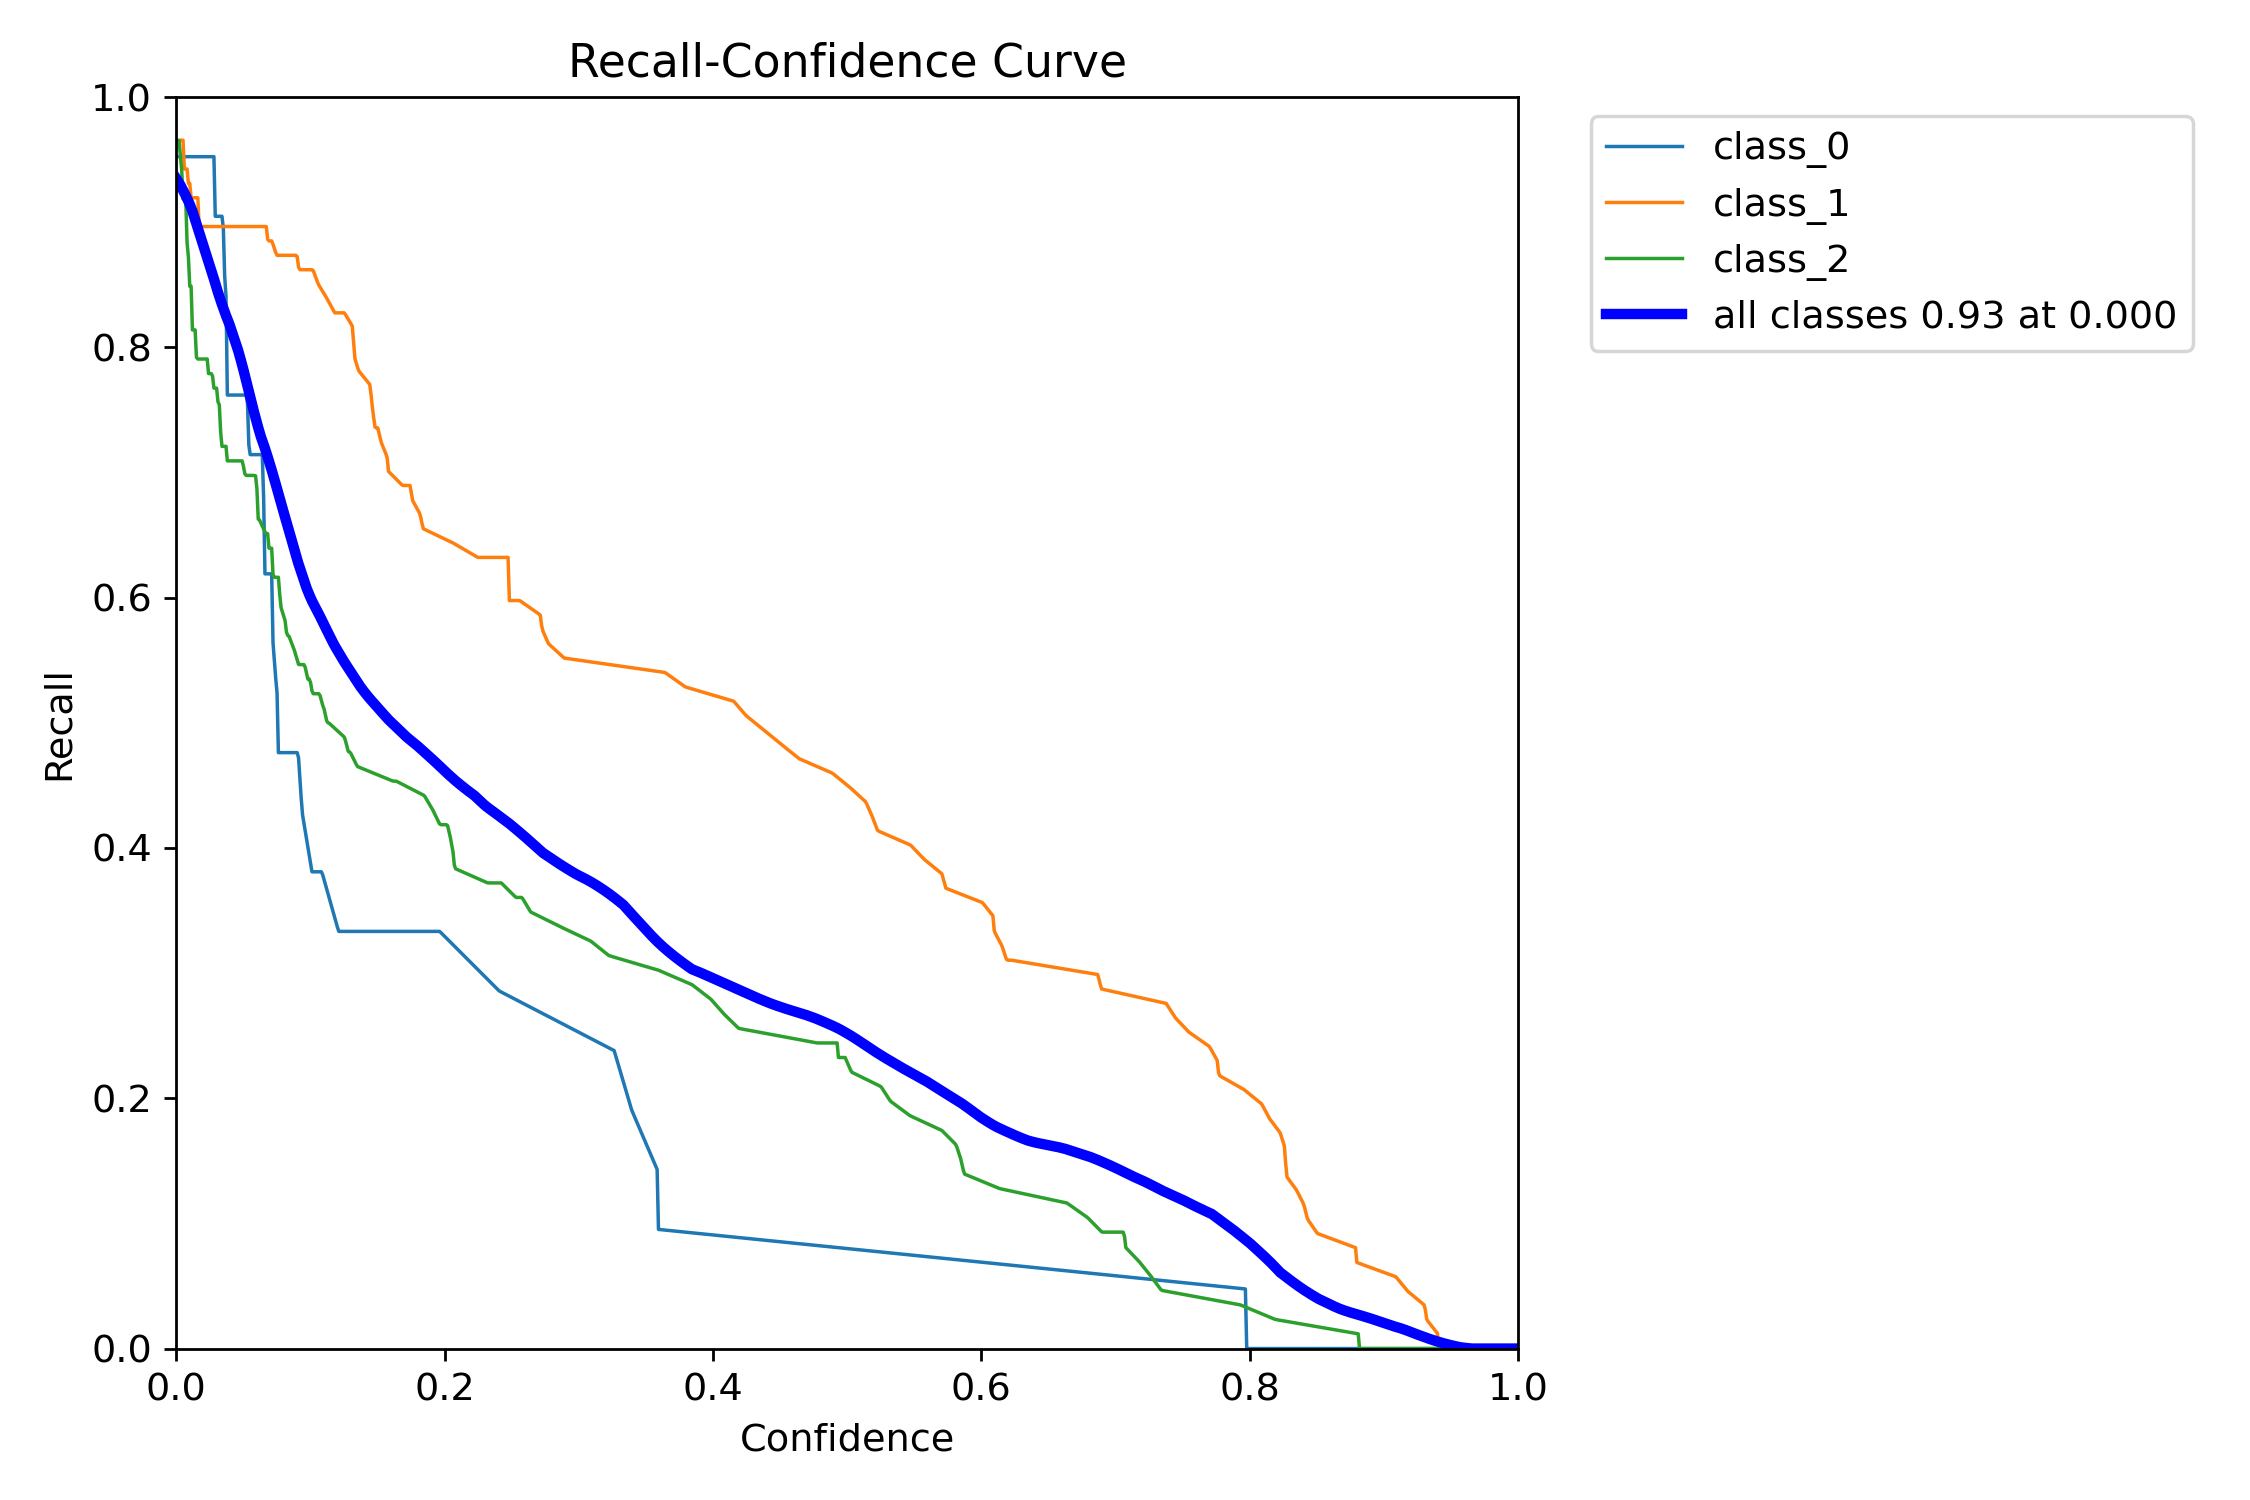 Recall-Confidence Curve
1.0
0.8
0.6
0.4
0.2
0.0
Recall
0.0 0.2 0.4 0.6 0.8 1.0
Confidence
class_0
class_1
class_2
all classes 0.93 at 0.000